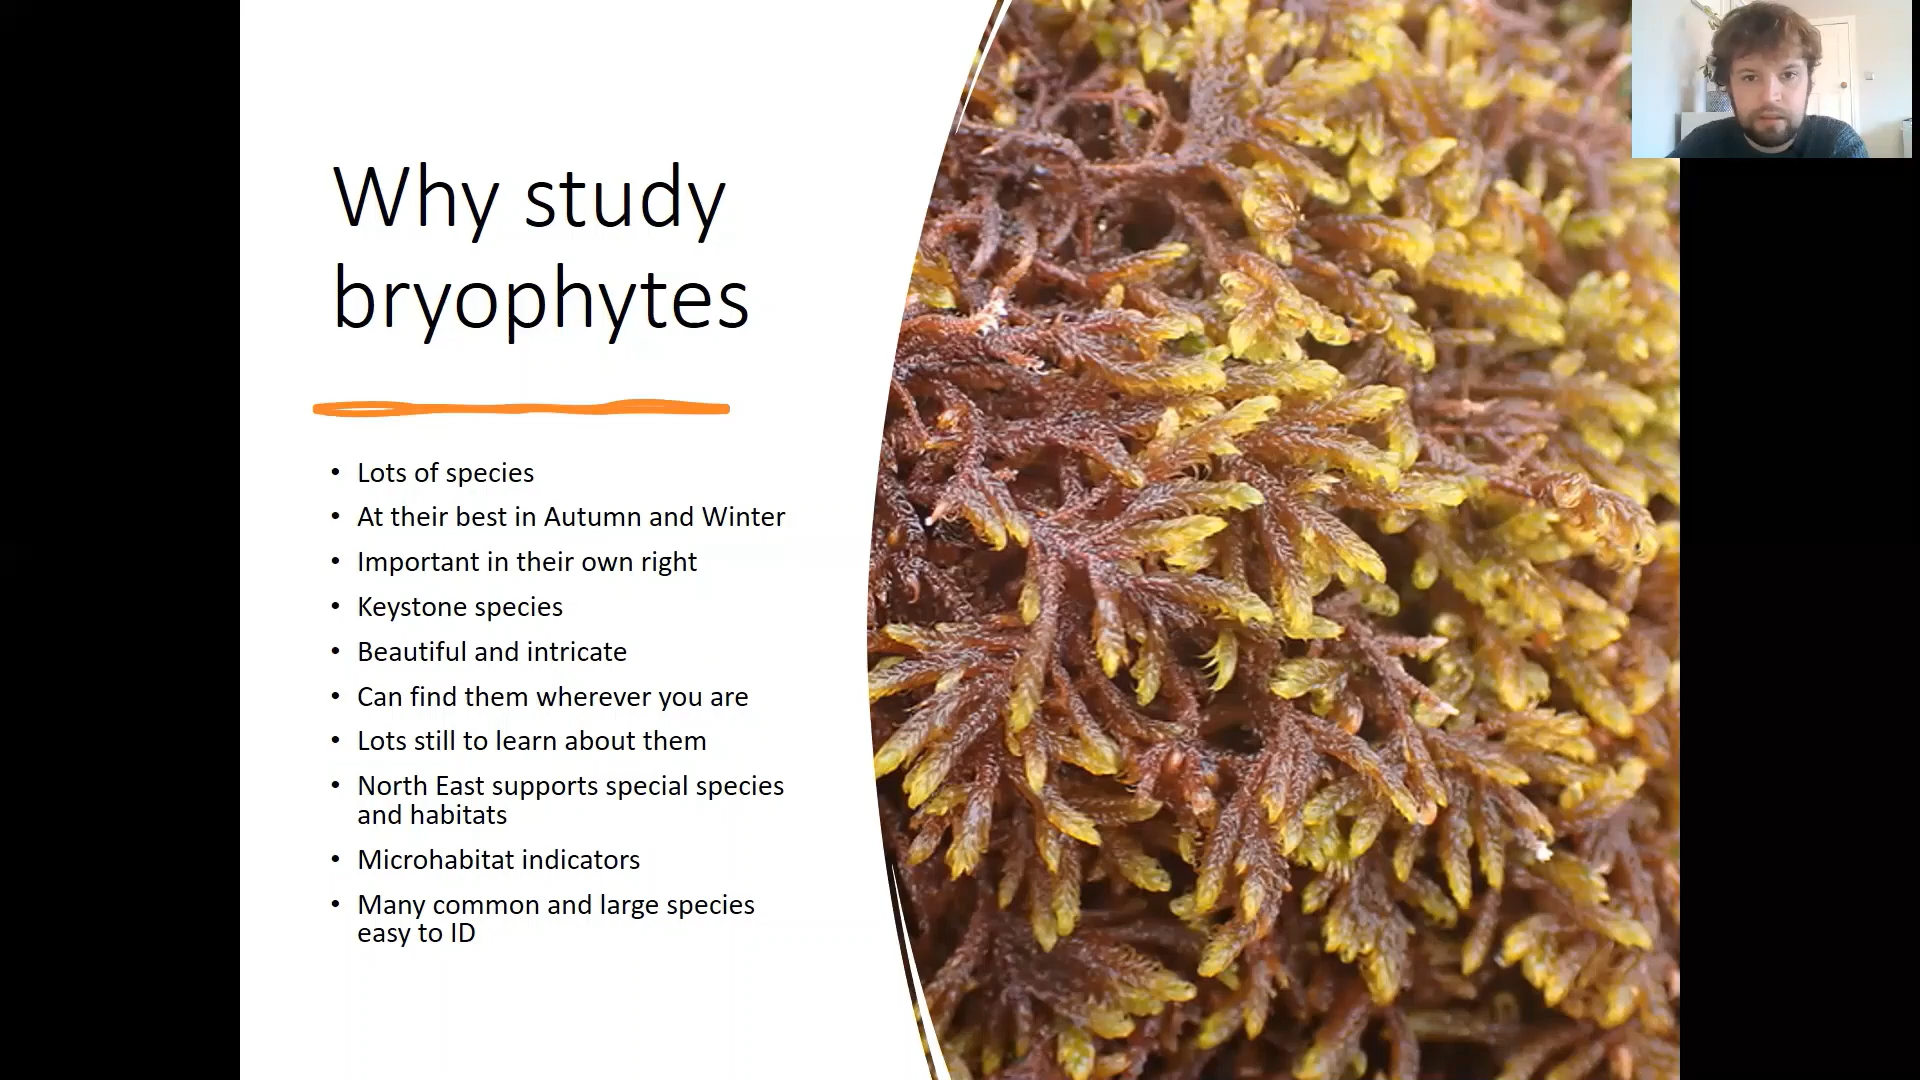 Why study
bryophytes
• Lots of species
• At their best in Autumn and Winter
• Important in their own right
• Keystone species
• Beautiful and intricate
• Can find them wherever you are
• Lots still to learn about them
• North East supports special species
and habitats
• Microhabitat indicators
• Many common and large species
easy to ID